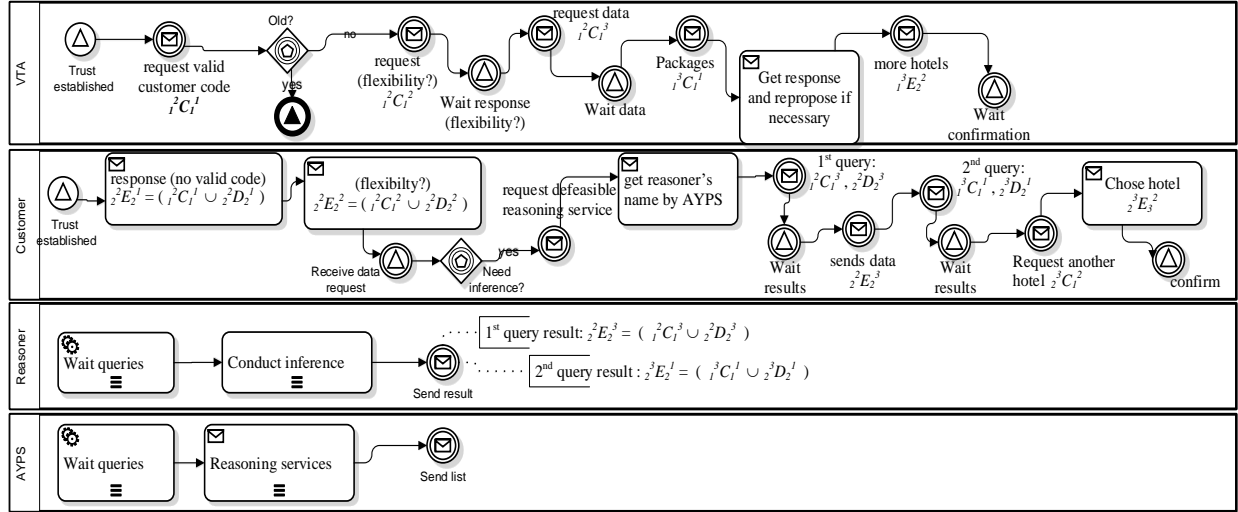 VTA
Trust
established
request valid
customer code
₁²C₁¹
Old?
no
yes
request
(flexibility?)
₁²C₁²
Wait response
(flexibility?)
request data
₁²C₁³
Wait data
Packages
₁³C₁¹
Get response
and repropose if
necessary
more hotels
₁³E₂²
Wait
confirmation
Customer
Trust
established
response (no valid code)
₂²E₂¹ = ( ₁²C₁¹ ∪ ₂²D₂¹ )
(flexibilty?)
₂²E₂² = ( ₁²C₁² ∪ ₂²D₂² )
Receive data
request
Need
inference?
yes
request defeasible
reasoning service
get reasoner's
name by AYPS
1st query:
₁²C₁³ , ₂²D₂³
Wait
results
sends data
₂²E₂³
2nd query:
₁³C₁¹ , ₂³D₂¹
Wait
results
Request another
hotel ₂³C₁²
Chose hotel
₂³E₃²
confirm
Reasoner
Wait queries
Conduct inference
Send result
1st query result: ₂²E₂³ = ( ₁²C₁³ ∪ ₂²D₂³ )
2nd query result : ₂³E₂¹ = ( ₁³C₁¹ ∪ ₂³D₂¹ )
AYPS
Wait queries
Reasoning services
Send list